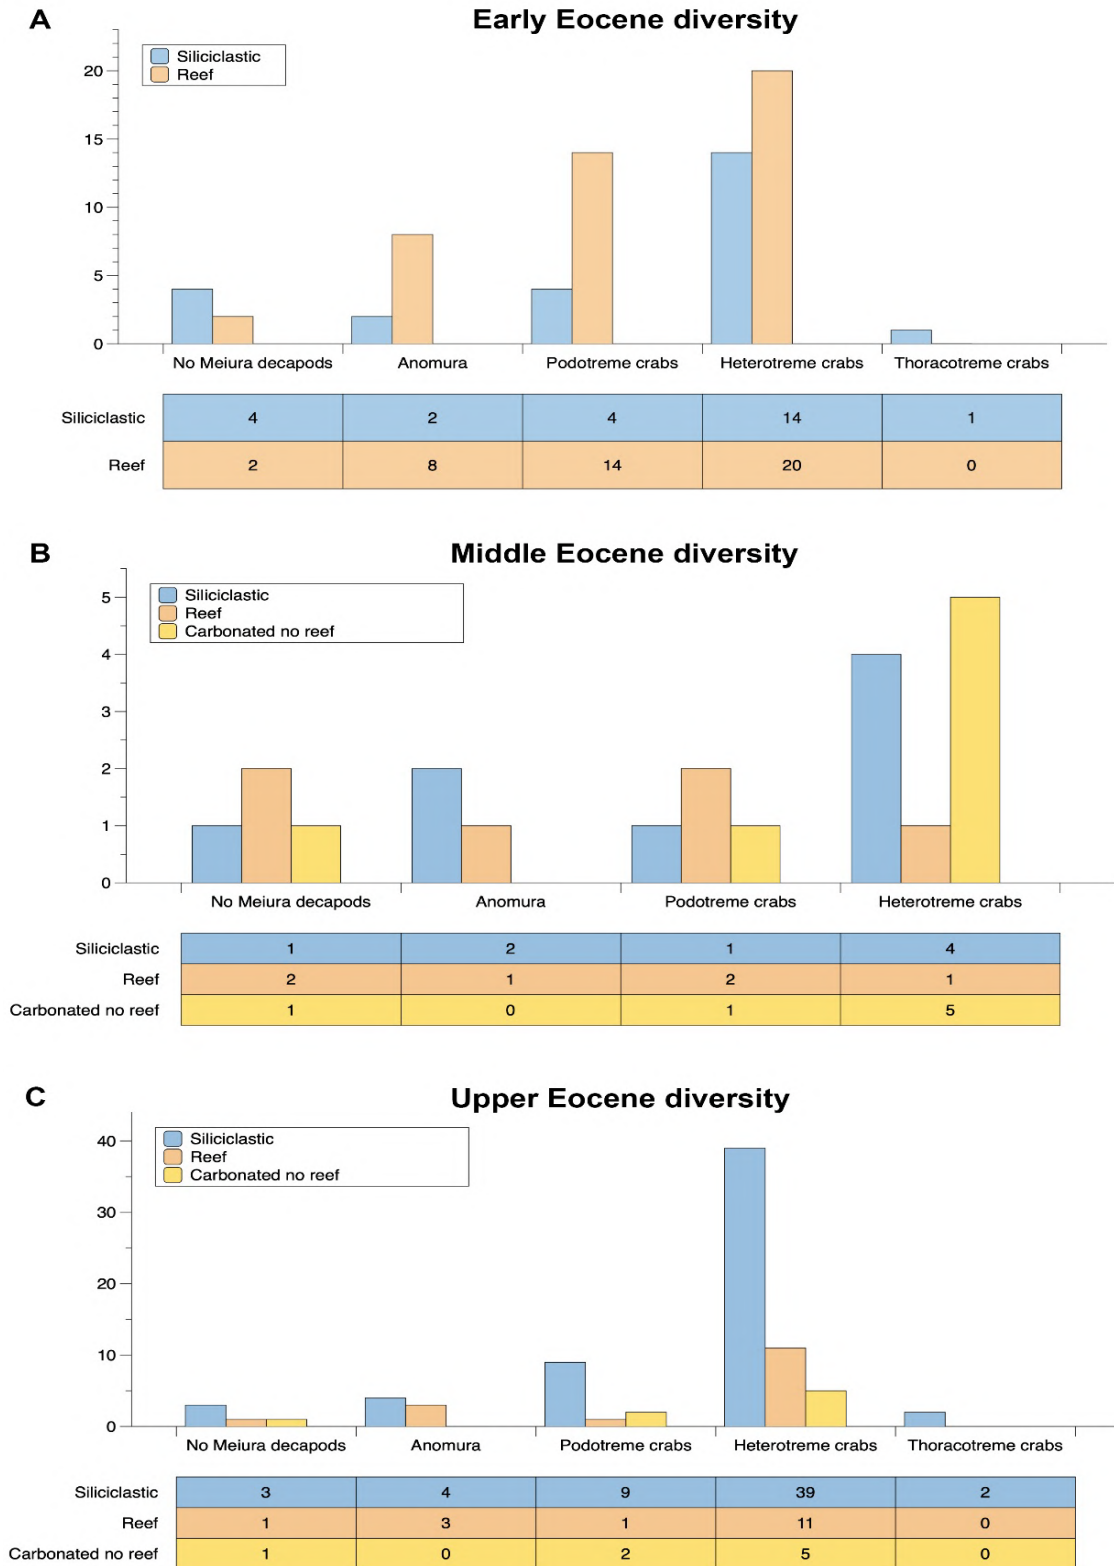 A
Early Eocene diversity
Siliciclastic
Reef
20
15
10
5
0
No Meiura decapods Anomura Podotreme crabs Heterotreme crabs Thoracotreme crabs
Siliciclastic 4 2 4 14 1
Reef 2 8 14 20 0
B
Middle Eocene diversity
Siliciclastic
Reef
Carbonated no reef
5
4
3
2
1
0
No Meiura decapods Anomura Podotreme crabs Heterotreme crabs
Siliciclastic 1 2 1 4
Reef 2 1 2 1
Carbonated no reef 1 0 1 5
C
Upper Eocene diversity
Siliciclastic
Reef
Carbonated no reef
40
30
20
10
0
No Meiura decapods Anomura Podotreme crabs Heterotreme crabs Thoracotreme crabs
Siliciclastic 3 4 9 39 2
Reef 1 3 1 11 0
Carbonated no reef 1 0 2 5 0